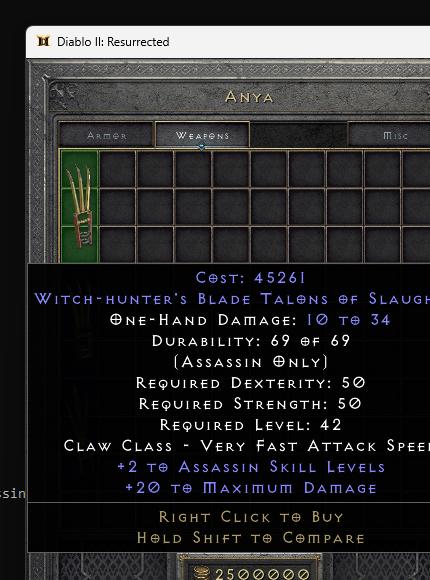 Diablo II: Resurrected
Anya
Armor
Weapons
Misc
Cost: 45261
Witch-hunter's Blade Talons of Slaugh
One-Hand Damage: 10 to 34
Durability: 69 of 69
(Assassin Only)
Required Dexterity: 50
Required Strength: 50
Required Level: 42
Claw Class - Very Fast Attack Spee
+2 to Assassin Skill Levels
+20 to Maximum Damage
ssin
Right Click to Buy
Hold Shift to Compare
2500000